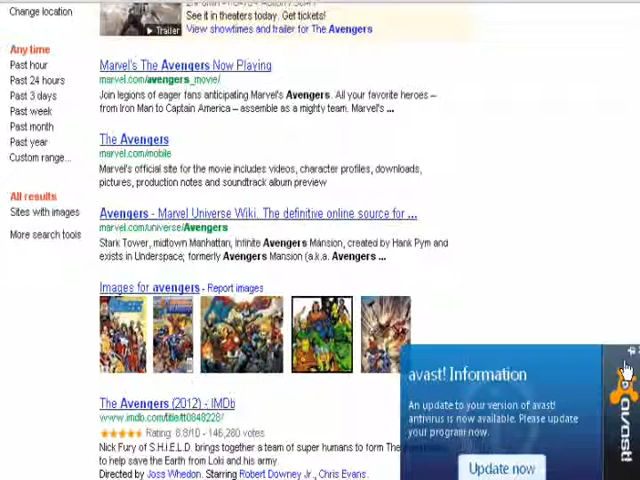 Change location
See it in theaters today. Get tickets!
Trailer
View showtimes and trailer for The Avengers
Any time
Past hour
Past 24 hours
Past 3 days
Past week
Past month
Past year
Custom range...
All results
Sites with images
More search tools
Marvel's The Avengers Now Playing
marvel.com/avengers_movie/
Join legions of eager fans anticipating Marvel's Avengers. All your favorite heroes –
from Iron Man to Captain America – assemble as a mighty team. Marvel's ...
The Avengers
marvel.com/mobile
Marvel's official site for the movie includes videos, character profiles, downloads,
pictures, production notes and soundtrack album preview
Avengers - Marvel Universe Wiki. The definitive online source for ...
marvel.com/universe/Avengers
Stark Tower, midtown Manhattan, Infinite Avengers Mansion, created by Hank Pym and
exists in Underspace; formerly Avengers Mansion (a.k.a. Avengers ...
Images for avengers - Report images
The Avengers (2012) - IMDb
www.imdb.com/title/tt0848228/
Rating: 8.8/10 - 146,280 votes
Nick Fury of S.H.I.E.L.D. brings together a team of super humans to form The
to help save the Earth from Loki and his army.
Directed by Joss Whedon. Starring Robert Downey Jr., Chris Evans.
avast! Information
An update to your version of avast!
antivirus is now available. Please update
your program now.
Update now
avast!